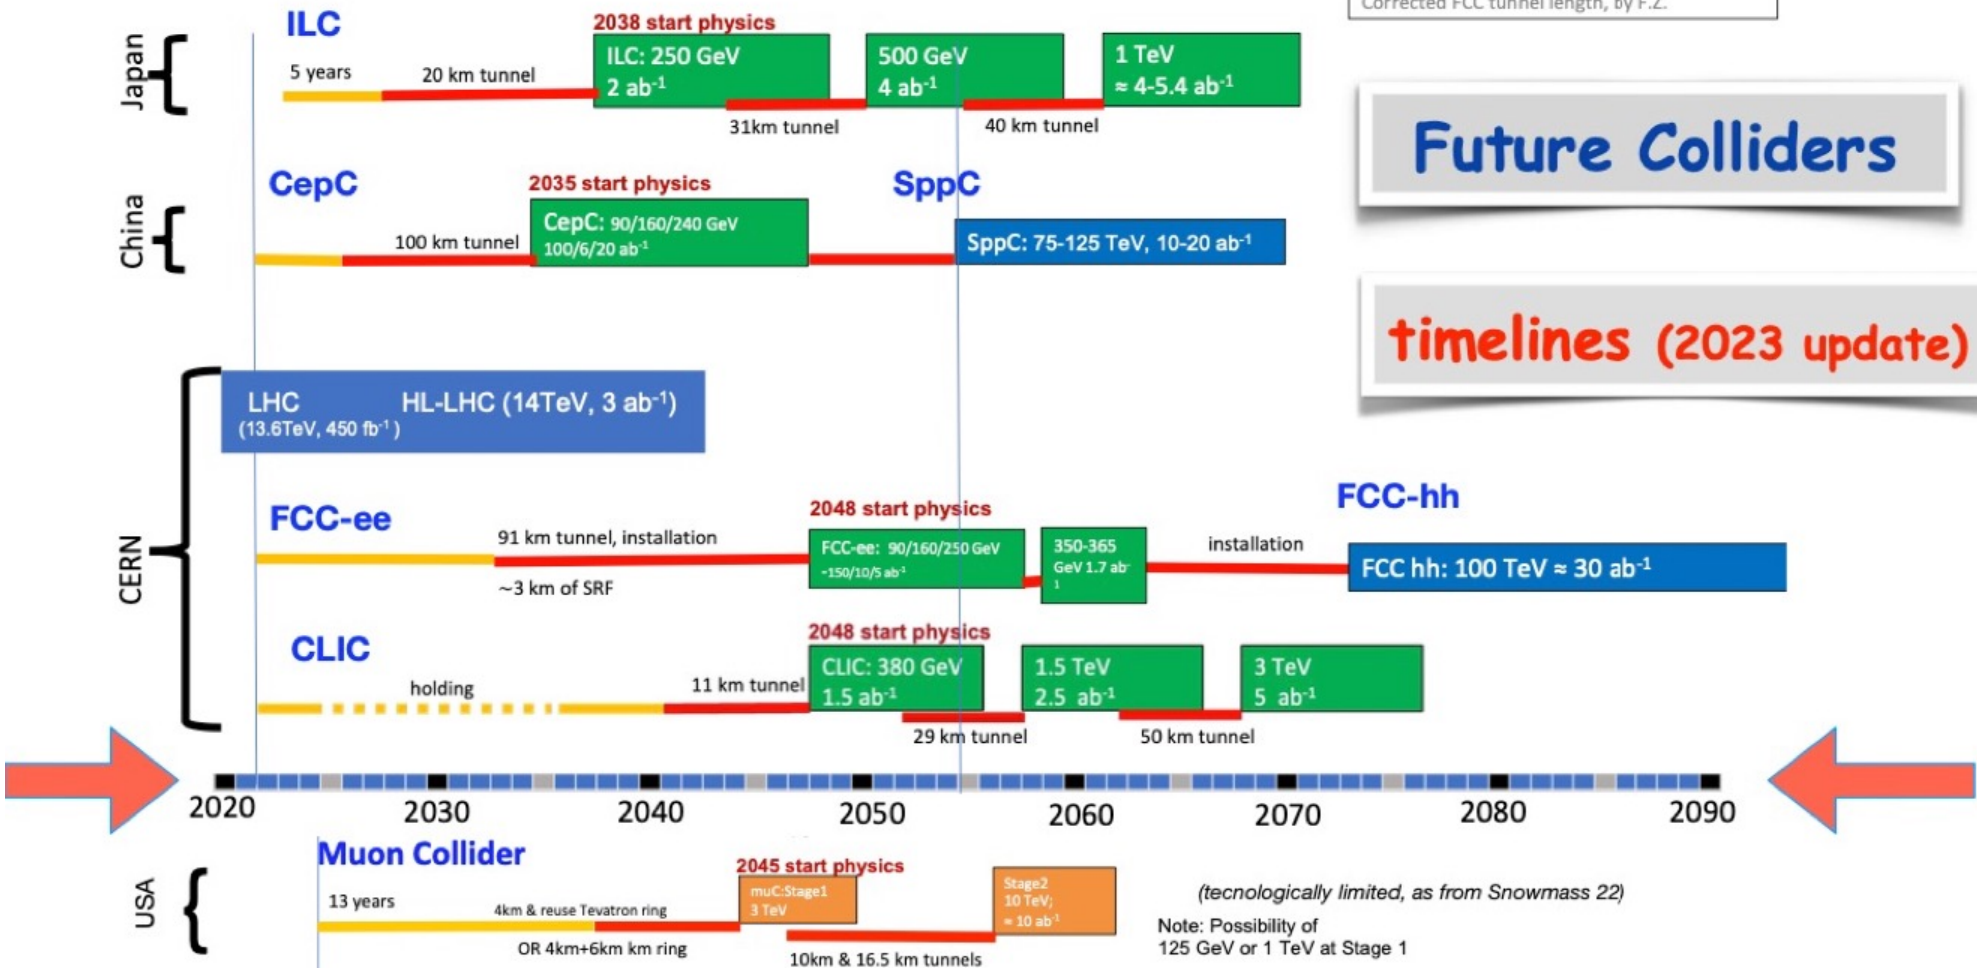 Corrected FCC tunnel length, by F.Z.
Future Colliders
timelines (2023 update)
Japan
ILC
5 years
20 km tunnel
2038 start physics
ILC: 250 GeV
2 ab-1
31km tunnel
500 GeV
4 ab-1
40 km tunnel
1 TeV
≈ 4-5.4 ab-1
China
CepC
100 km tunnel
2035 start physics
CepC: 90/160/240 GeV
100/6/20 ab-1
SppC
SppC: 75-125 TeV, 10-20 ab-1
CERN
LHC HL-LHC (14TeV, 3 ab-1)
(13.6TeV, 450 fb-1 )
FCC-ee
91 km tunnel, installation
~3 km of SRF
2048 start physics
FCC-ee: 90/160/250 GeV
~150/10/5 ab-1
350-365
GeV 1.7 ab-
1
installation
FCC-hh
FCC hh: 100 TeV ≈ 30 ab-1
CLIC
holding
11 km tunnel
2048 start physics
CLIC: 380 GeV
1.5 ab-1
29 km tunnel
1.5 TeV
2.5 ab-1
50 km tunnel
3 TeV
5 ab-1
2020 2030 2040 2050 2060 2070 2080 2090
USA
Muon Collider
13 years
4km & reuse Tevatron ring
OR 4km+6km km ring
2045 start physics
muC:Stage1
3 TeV
10km & 16.5 km tunnels
Stage2
10 TeV;
≈ 10 ab-1
(tecnologically limited, as from Snowmass 22)
Note: Possibility of
125 GeV or 1 TeV at Stage 1